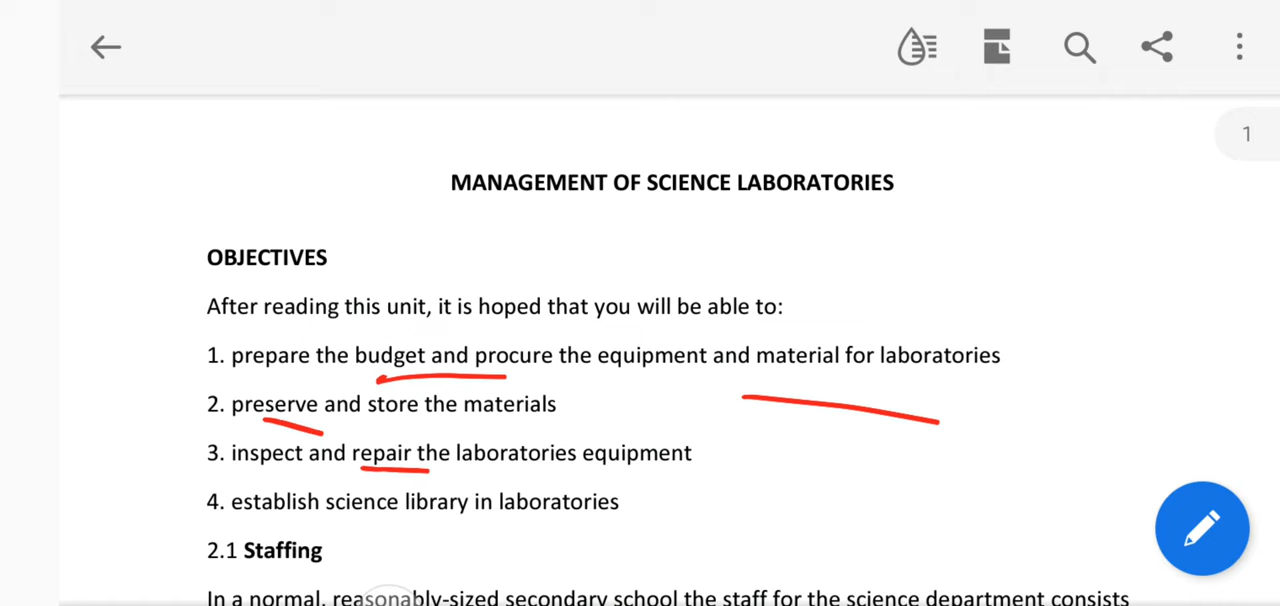 1
MANAGEMENT OF SCIENCE LABORATORIES
OBJECTIVES
After reading this unit, it is hoped that you will be able to:
1. prepare the budget and procure the equipment and material for laboratories
2. preserve and store the materials
3. inspect and repair the laboratories equipment
4. establish science library in laboratories
2.1 Staffing
In a normal, reasonably-sized secondary school the staff for the science department consists